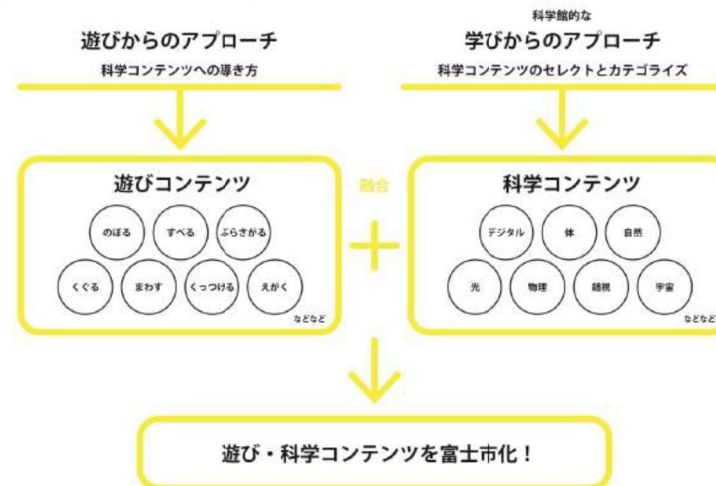 遊びからのアプローチ
科学コンテンツへの導き方
科学館的な
学びからのアプローチ
科学コンテンツのセレクトとカテゴライズ
遊びコンテンツ
のぼる
すべる
ぶらさがる
くぐる
まわす
くっつける
えがく
などなど
融合
科学コンテンツ
デジタル
体
自然
光
物理
錯視
宇宙
などなど
遊び・科学コンテンツを富士市化！